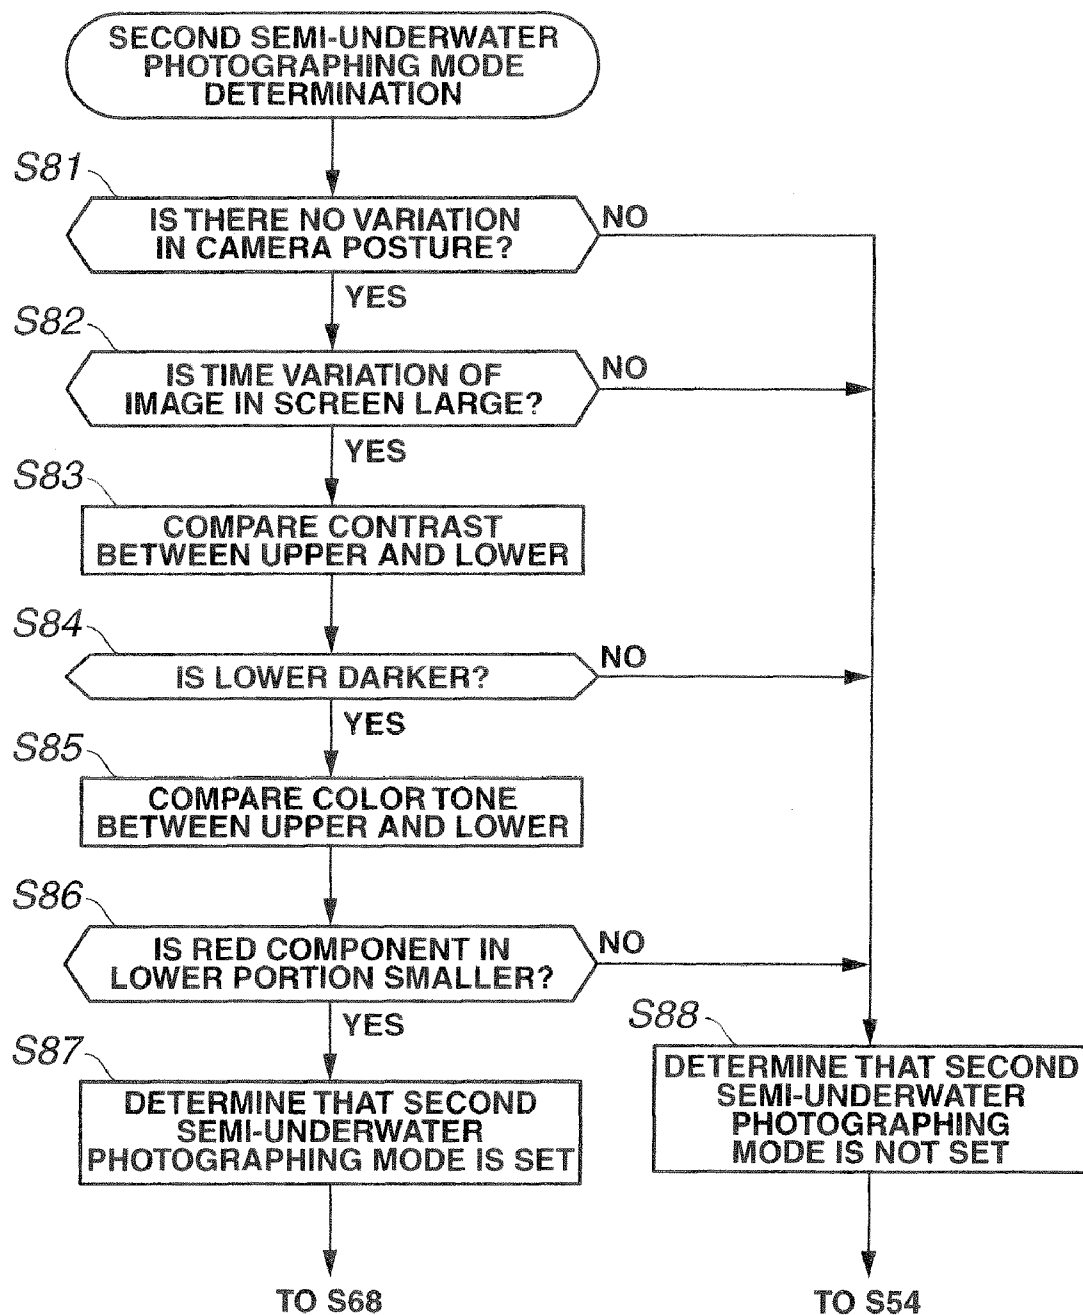 SECOND SEMI-UNDERWATER
PHOTOGRAPHING MODE
DETERMINATION
S81
IS THERE NO VARIATION
IN CAMERA POSTURE?
NO
YES
S82
IS TIME VARIATION OF
IMAGE IN SCREEN LARGE?
NO
YES
S83
COMPARE CONTRAST
BETWEEN UPPER AND LOWER
S84
IS LOWER DARKER?
NO
YES
S85
COMPARE COLOR TONE
BETWEEN UPPER AND LOWER
S86
IS RED COMPONENT IN
LOWER PORTION SMALLER?
NO
YES
S87
DETERMINE THAT SECOND
SEMI-UNDERWATER
PHOTOGRAPHING MODE IS SET
TO S68
S88
DETERMINE THAT SECOND
SEMI-UNDERWATER
PHOTOGRAPHING
MODE IS NOT SET
TO S54